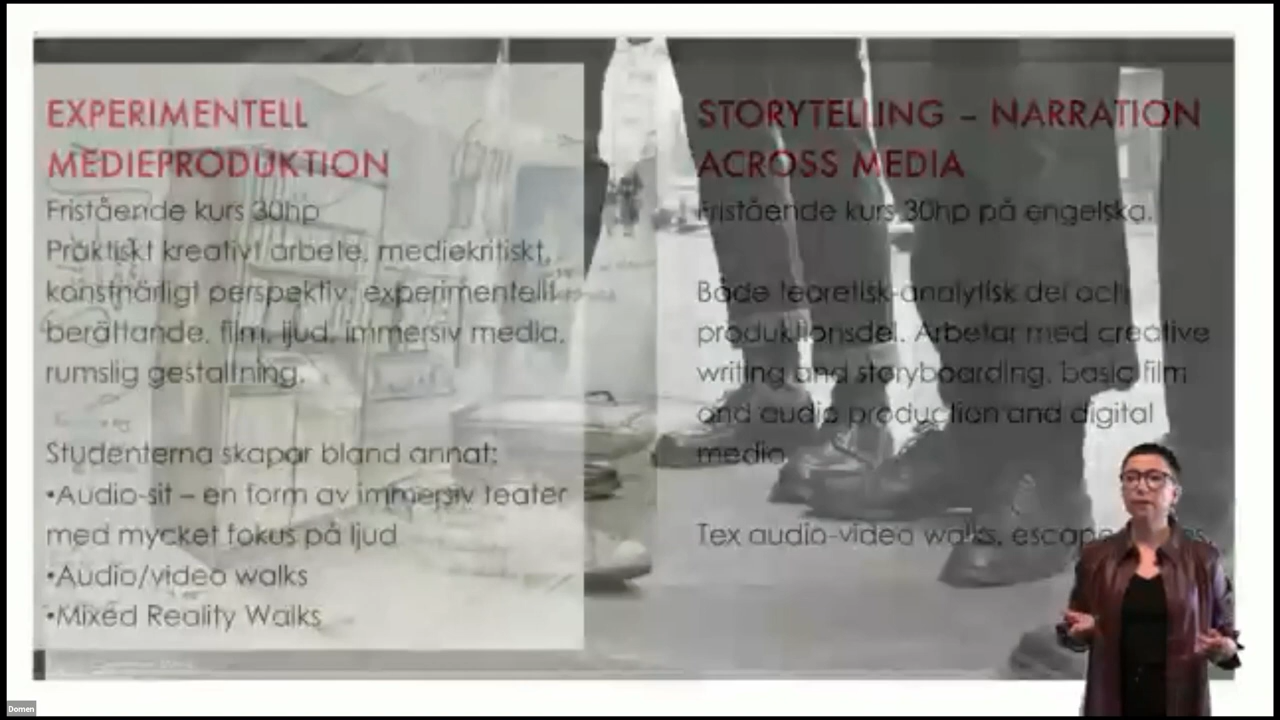 EXPERIMENTELL
MEDIEPRODUKTION
Fristående kurs 30hp
Praktiskt kreativt arbete, mediekritiskt,
konstnärligt perspektiv, experimentellt
berättande, film, ljud, immersiv media,
rumslig gestaltning.
Studenterna skapar bland annat:
•Audio-sit – en form av immersiv teater
med mycket fokus på ljud
•Audio/video walks
•Mixed Reality Walks
STORYTELLING – NARRATION
ACROSS MEDIA
Fristående kurs 30hp på engelska.
Både teoretisk-analytisk del och
produktionsdel. Arbetar med creative
writing and storyboarding, basic film
and audio production and digital
media
Tex audio-video walks, escape
Domen